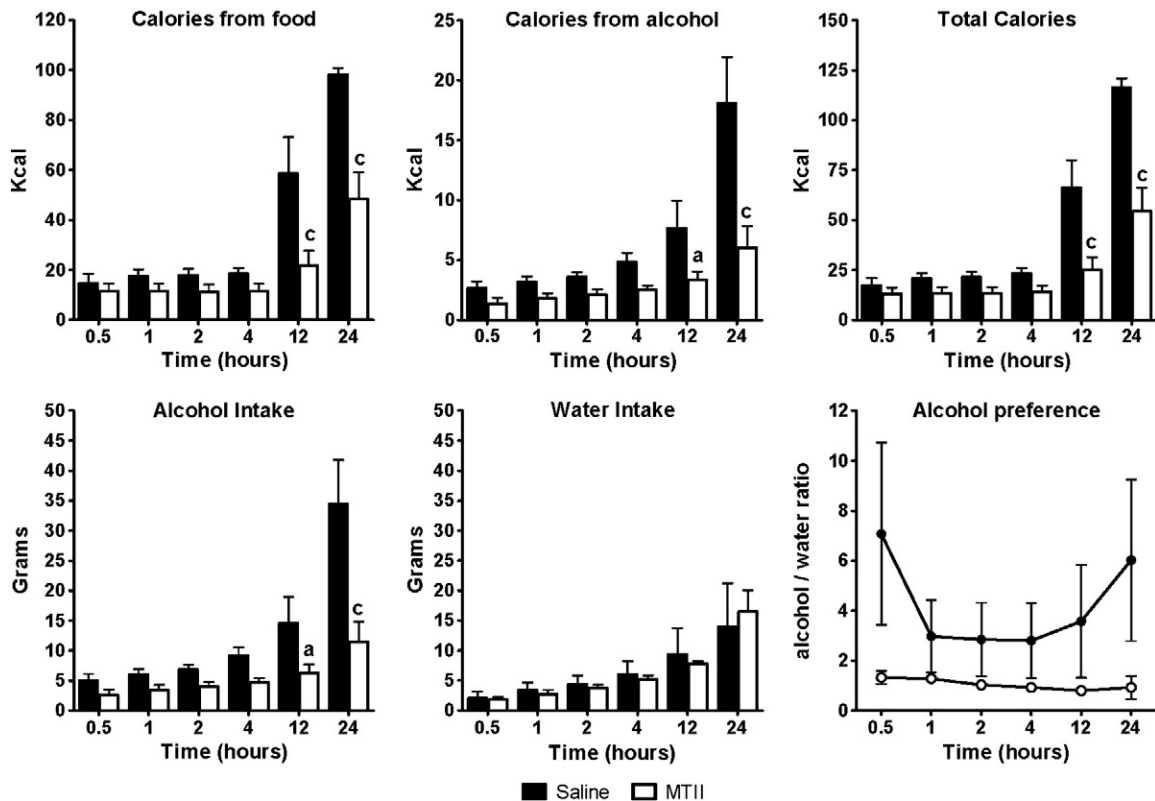 Calories from food
Kcal
120
100
80
60
40
20
0
c
c
0.5 1 2 4 12 24
Time (hours)
Calories from alcohol
Kcal
25
20
15
10
5
0
a
c
0.5 1 2 4 12 24
Time (hours)
Total Calories
Kcal
150
125
100
75
50
25
0
c
c
0.5 1 2 4 12 24
Time (hours)
Alcohol Intake
Grams
50
45
40
35
30
25
20
15
10
5
0
a
c
0.5 1 2 4 12 24
Time (hours)
Water Intake
Grams
50
45
40
35
30
25
20
15
10
5
0
0.5 1 2 4 12 24
Time (hours)
Alcohol preference
alcohol / water ratio
12
10
8
6
4
2
0
0.5 1 2 4 12 24
Time (hours)
Saline MTII